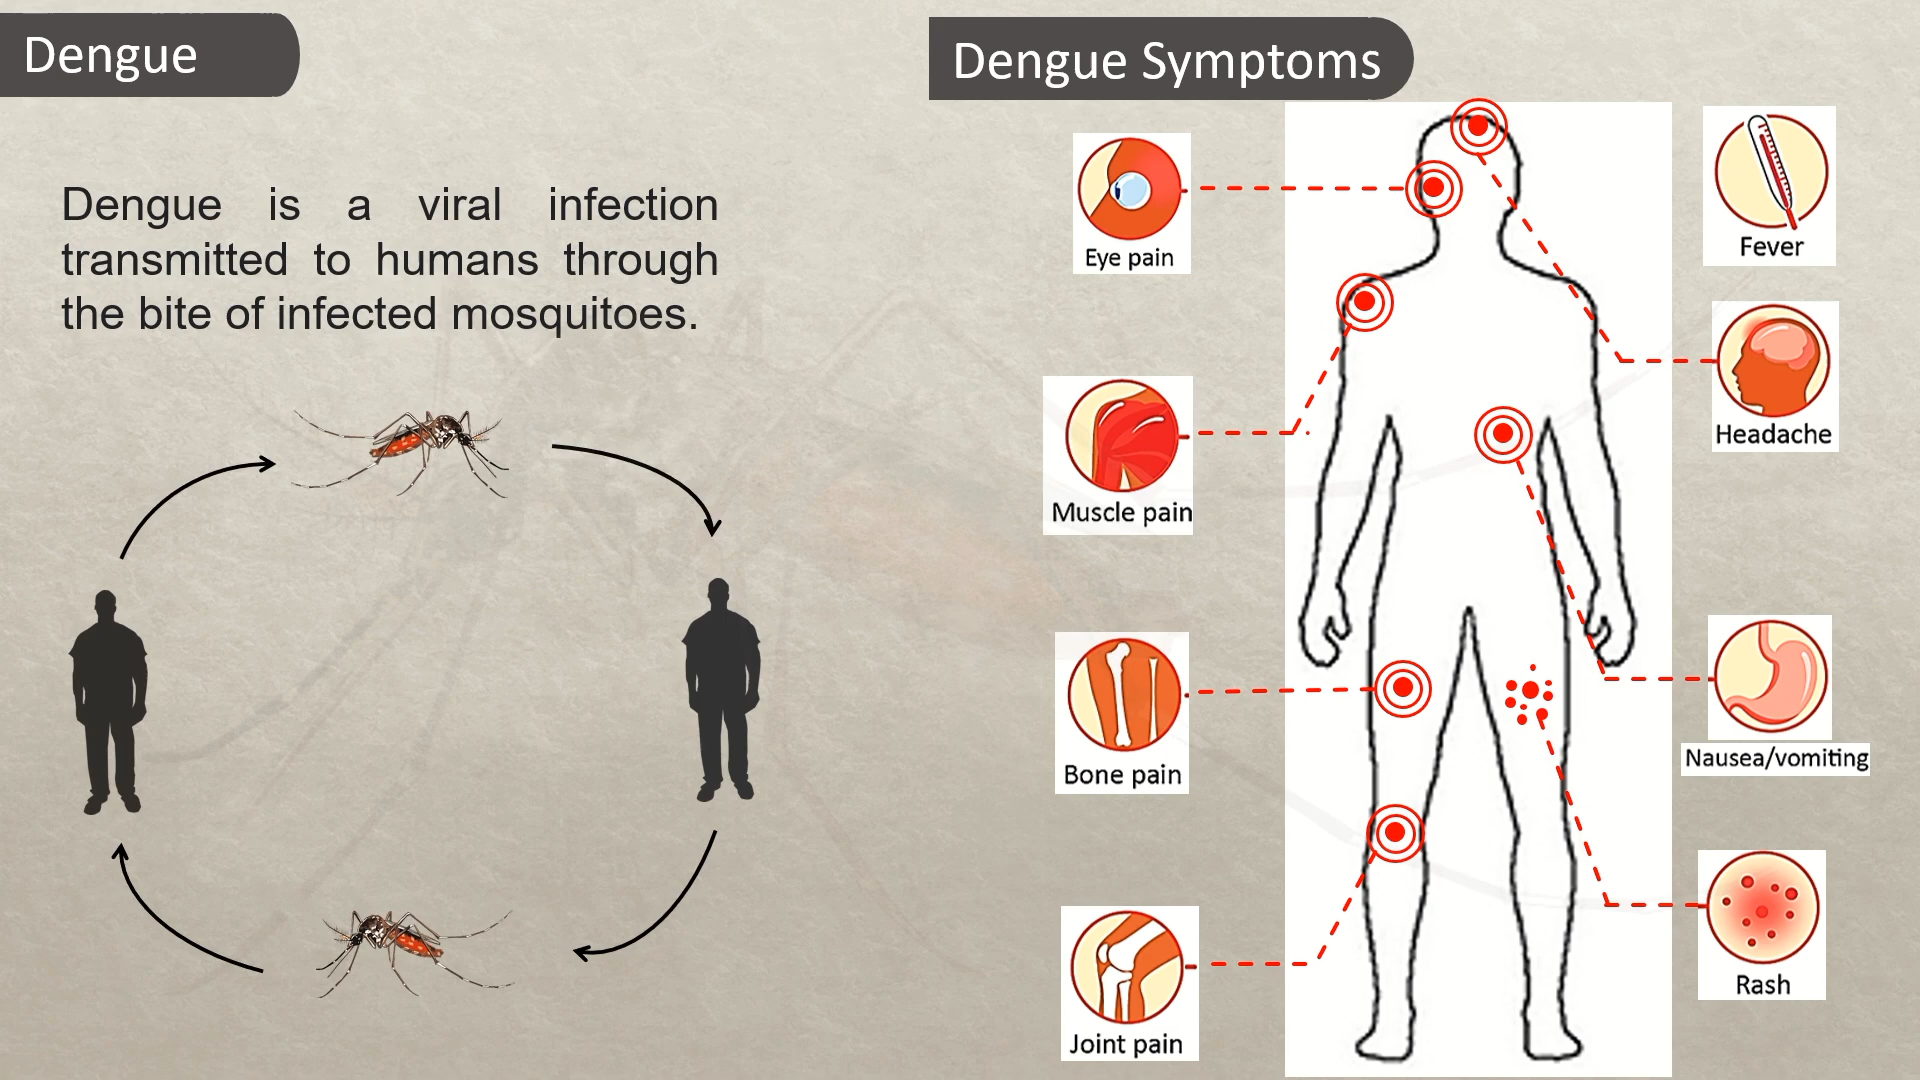 Dengue
Dengue is a viral infection
transmitted to humans through
the bite of infected mosquitoes.
Dengue Symptoms
Eye pain
Muscle pain
Bone pain
Joint pain
Fever
Headache
Nausea/vomiting
Rash